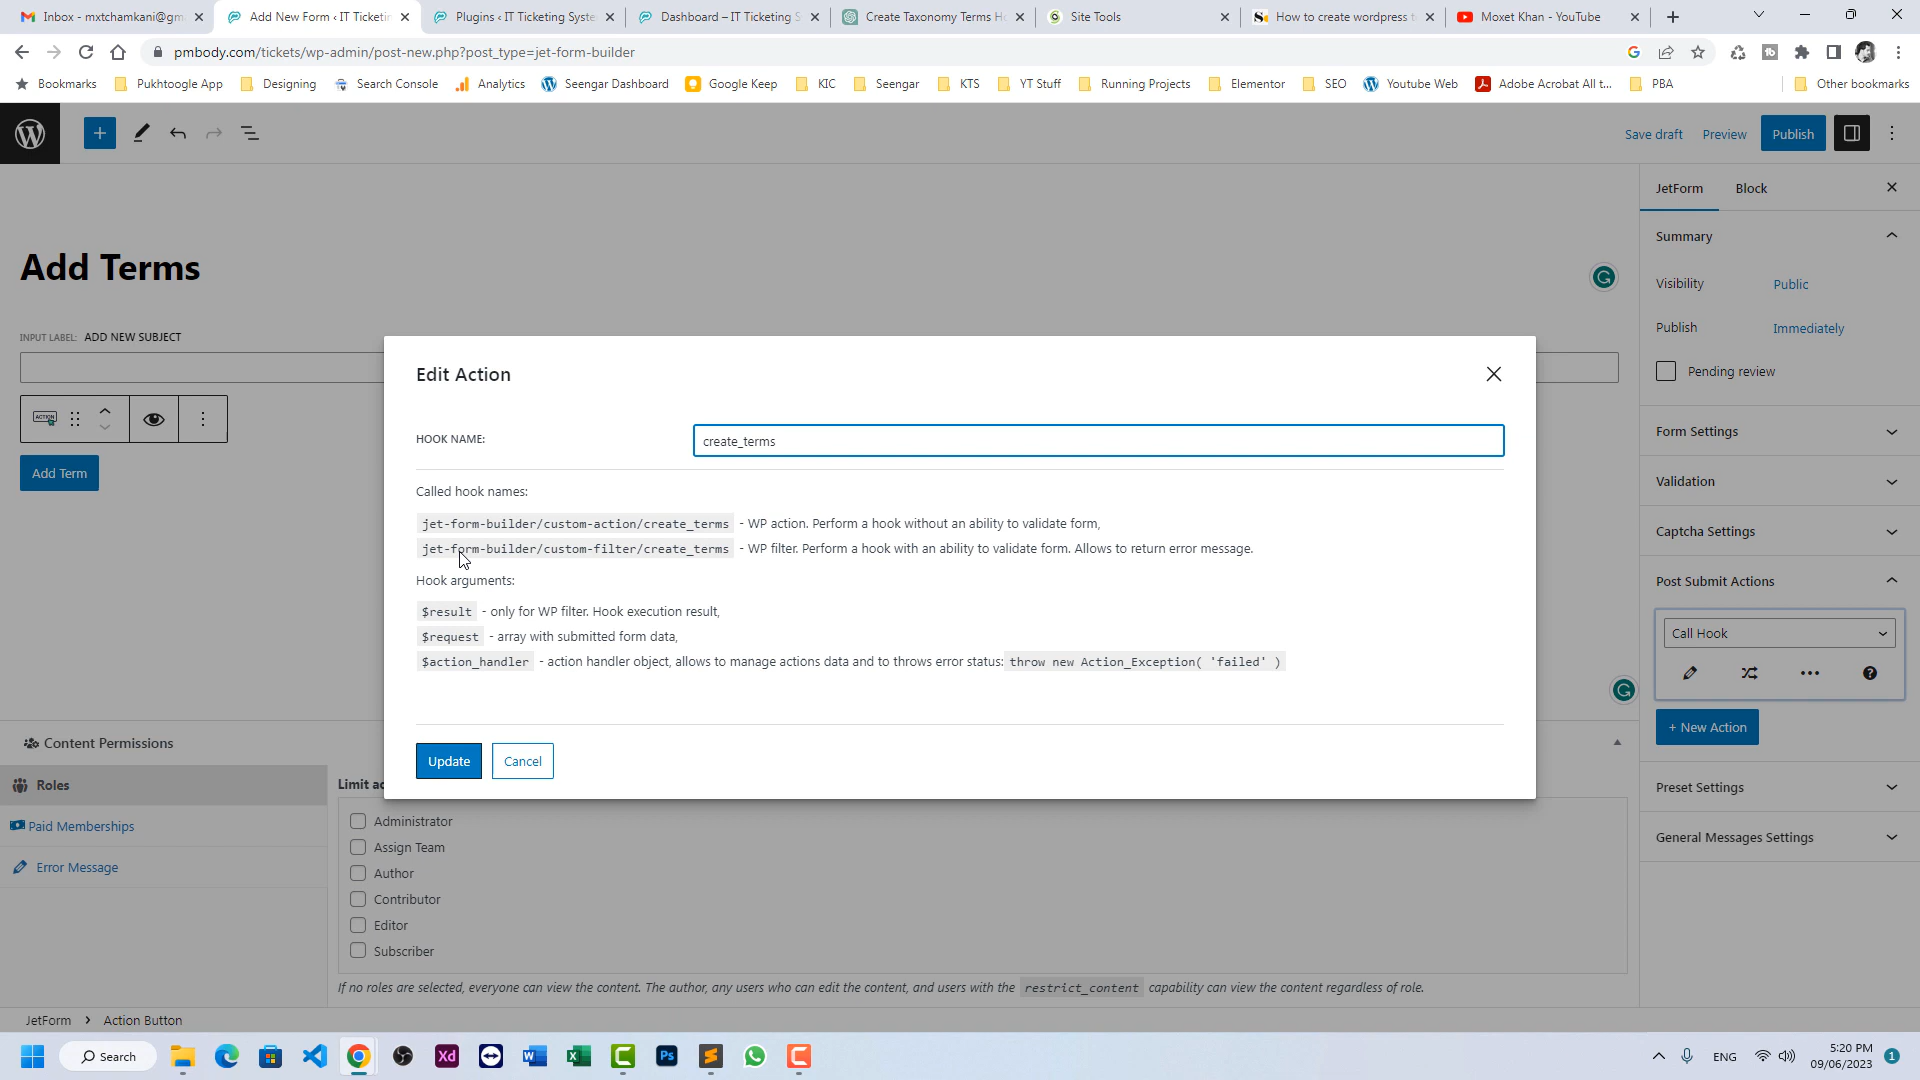 Inbox - mxtchamkani@gm
Add New Form ‹ IT Ticketin
Plugins ‹ IT Ticketing Syste
Dashboard – IT Ticketing S
Create Taxonomy Terms Ho
Site Tools
How to create wordpress t
Moxet Khan - YouTube
pmbody.com/tickets/wp-admin/post-new.php?post_type=jet-form-builder
Bookmarks
Pukhtoogle App
Designing
Search Console
Analytics
Seengar Dashboard
Google Keep
KIC
Seengar
KTS
YT Stuff
Running Projects
Elementor
SEO
Youtube Web
Adobe Acrobat All t...
PBA
Other bookmarks
Save draft
Preview
Publish
JetForm
Block
Add Terms
Summary
Visibility
Public
Publish
Immediately
Pending review
INPUT LABEL: ADD NEW SUBJECT
ACTION
Add Term
Edit Action
HOOK NAME:
create_terms
Called hook names:
jet-form-builder/custom-action/create_terms - WP action. Perform a hook without an ability to validate form,
jet-form-builder/custom-filter/create_terms - WP filter. Perform a hook with an ability to validate form. Allows to return error message.
Hook arguments:
$result - only for WP filter. Hook execution result,
$request - array with submitted form data,
$action_handler - action handler object, allows to manage actions data and to throws error status: throw new Action_Exception( 'failed' )
Update
Cancel
Form Settings
Validation
Captcha Settings
Post Submit Actions
Call Hook
+ New Action
Preset Settings
General Messages Settings
Content Permissions
Roles
Paid Memberships
Error Message
Limit ac
Administrator
Assign Team
Author
Contributor
Editor
Subscriber
If no roles are selected, everyone can view the content. The author, any users who can edit the content, and users with the restrict_content capability can view the content regardless of role.
JetForm
Action Button
Search
Xd
Ps
ENG
5:20 PM
09/06/2023
1